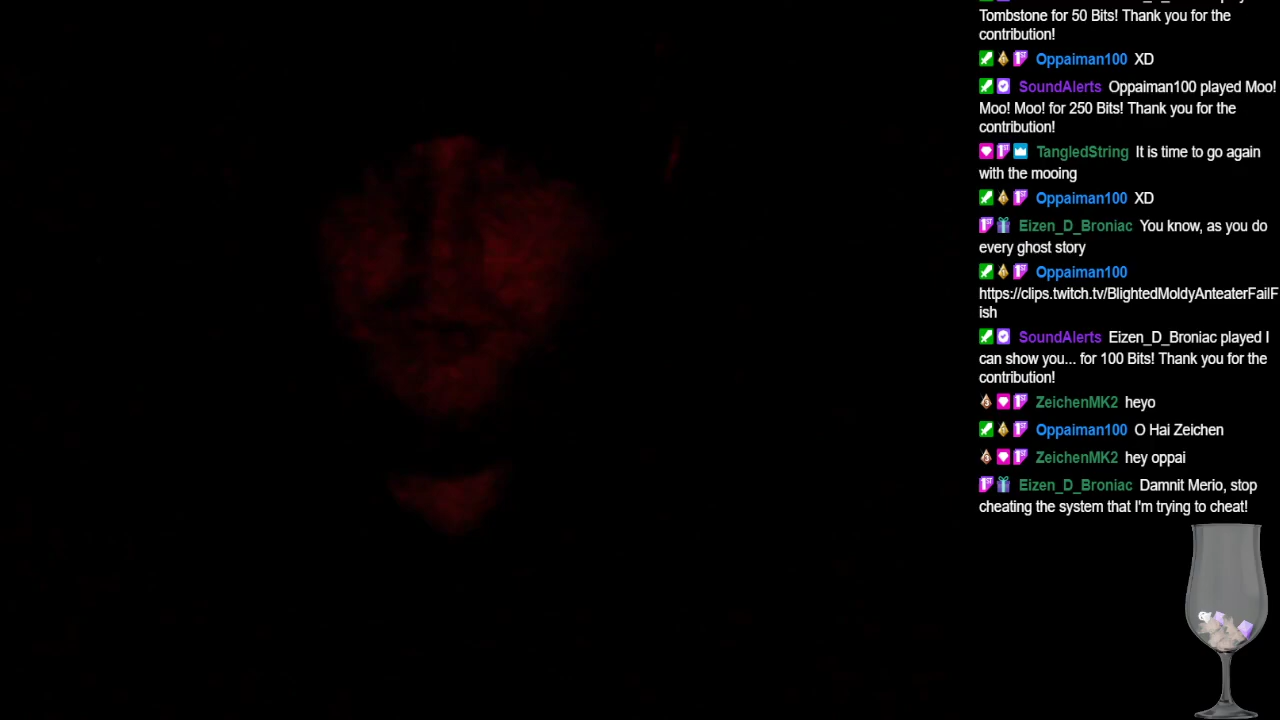 Tombstone for 50 Bits! Thank you for the
contribution!
Oppaiman100 XD
SoundAlerts Oppaiman100 played Moo!
Moo! Moo! for 250 Bits! Thank you for the
contribution!
TangledString It is time to go again
with the mooing
Oppaiman100 XD
Eizen_D_Broniac You know, as you do
every ghost story
Oppaiman100
https://clips.twitch.tv/BlightedMoldyAnteaterFailF
ish
SoundAlerts Eizen_D_Broniac played I
can show you... for 100 Bits! Thank you for the
contribution!
ZeichenMK2 heyo
Oppaiman100 O Hai Zeichen
ZeichenMK2 hey oppai
Eizen_D_Broniac Damnit Merio, stop
cheating the system that I'm trying to cheat!